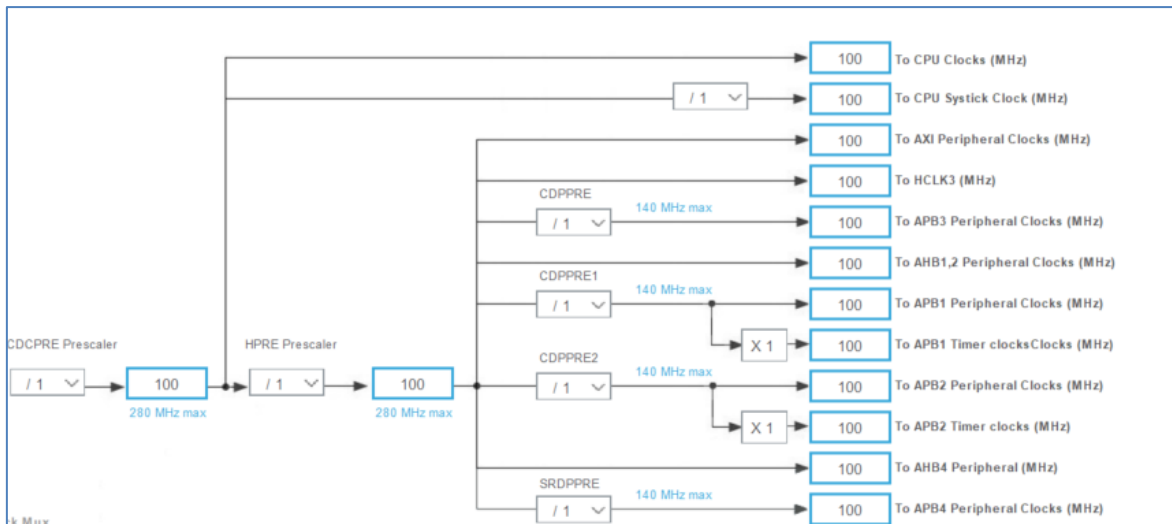 100 To CPU Clocks (MHz)
/ 1 100 To CPU Systick Clock (MHz)
100 To AXI Peripheral Clocks (MHz)
100 To HCLK3 (MHz)
CDPPRE
140 MHz max
/ 1 100 To APB3 Peripheral Clocks (MHz)
100 To AHB1,2 Peripheral Clocks (MHz)
CDPPRE1
140 MHz max
/ 1 100 To APB1 Peripheral Clocks (MHz)
CDCPRE Prescaler
HPRE Prescaler
X 1 100 To APB1 Timer clocksClocks (MHz)
CDPPRE2
140 MHz max
/ 1 100 / 1 100 / 1 100 To APB2 Peripheral Clocks (MHz)
280 MHz max
280 MHz max
X 1 100 To APB2 Timer clocks (MHz)
100 To AHB4 Peripheral (MHz)
SRDPPRE
140 MHz max
/ 1 100 To APB4 Peripheral Clocks (MHz)
k Mux